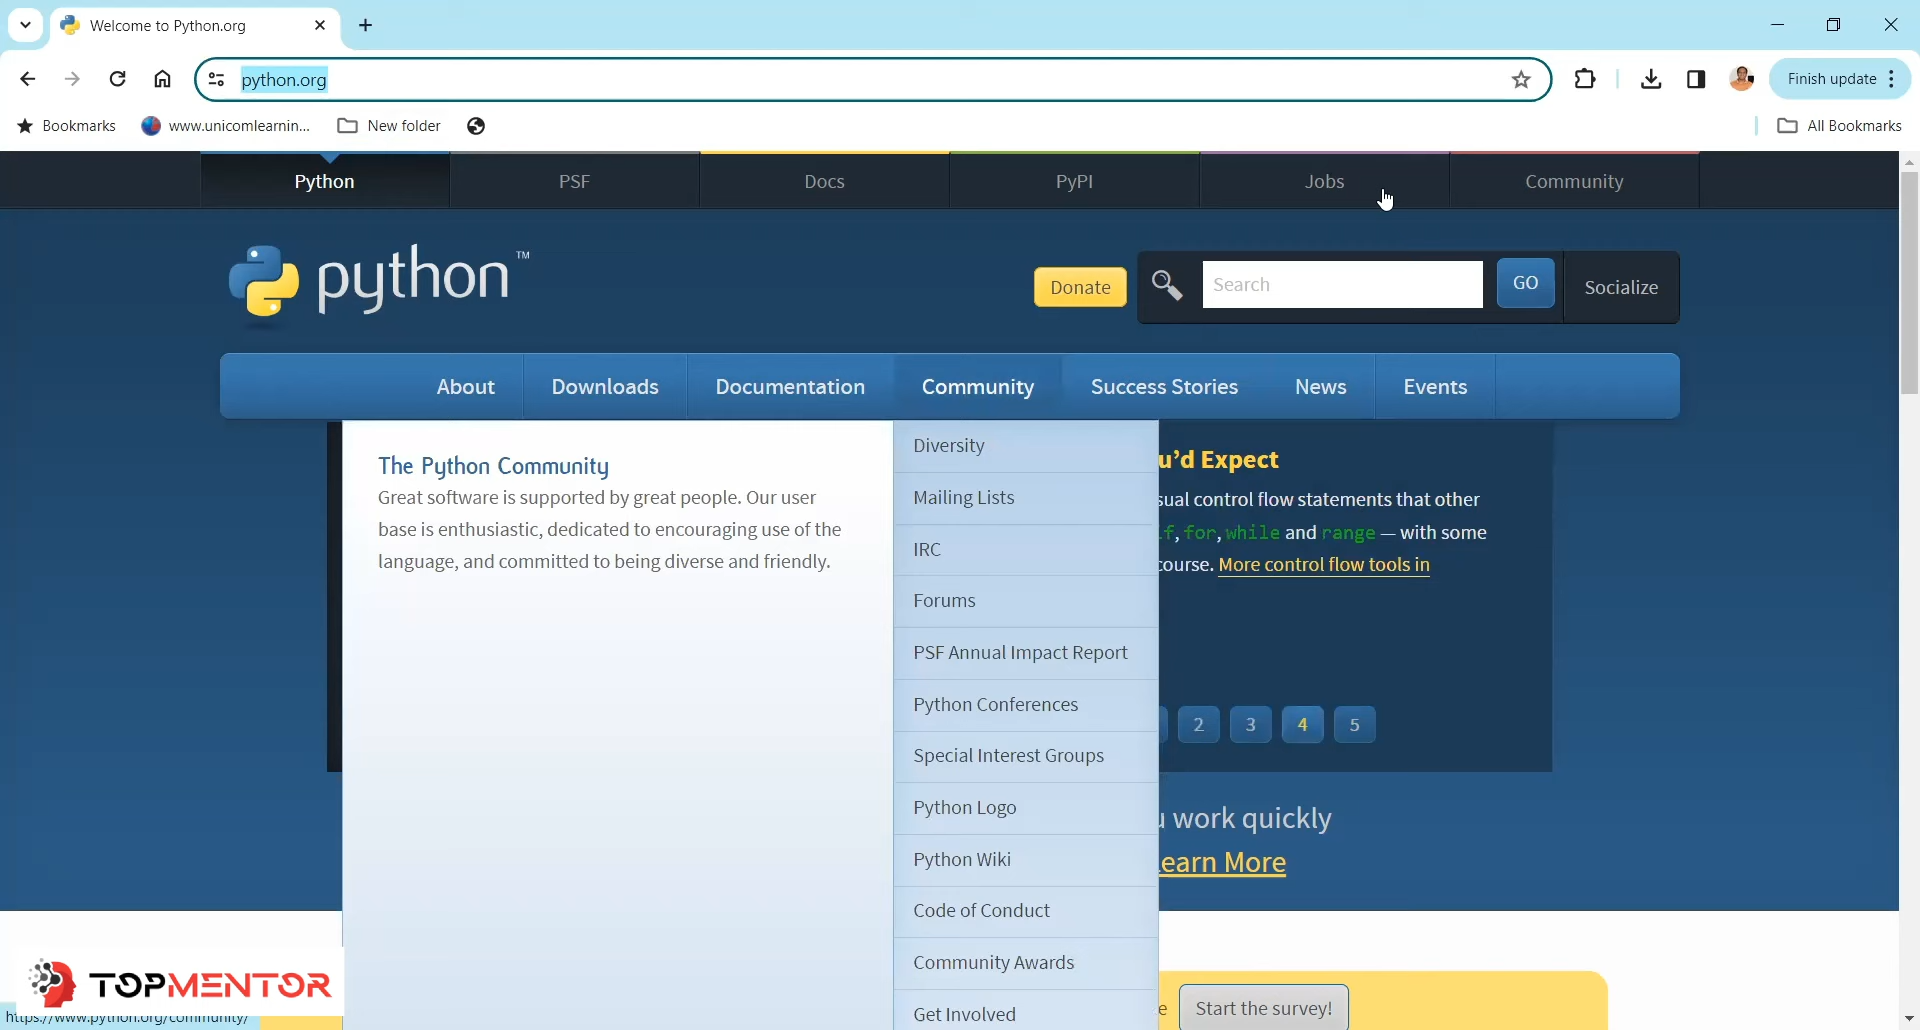 Welcome to Python.org
python.org
Finish update
Bookmarks
www.unicomlearnin...
New folder
All Bookmarks
Python
PSF
Docs
PyPI
Jobs
Community
python™
Donate
Search
GO
Socialize
About
Downloads
Documentation
Community
Success Stories
News
Events
The Python Community
Great software is supported by great people. Our user
base is enthusiastic, dedicated to encouraging use of the
language, and committed to being diverse and friendly.
Diversity
Mailing Lists
IRC
Forums
PSF Annual Impact Report
Python Conferences
Special Interest Groups
Python Logo
Python Wiki
Code of Conduct
Community Awards
Get Involved
u'd Expect
sual control flow statements that other
if, for, while and range — with some
course. More control flow tools in
2
3
4
5
u work quickly
Learn More
e
Start the survey!
TOPMENTOR
https://www.python.org/community/